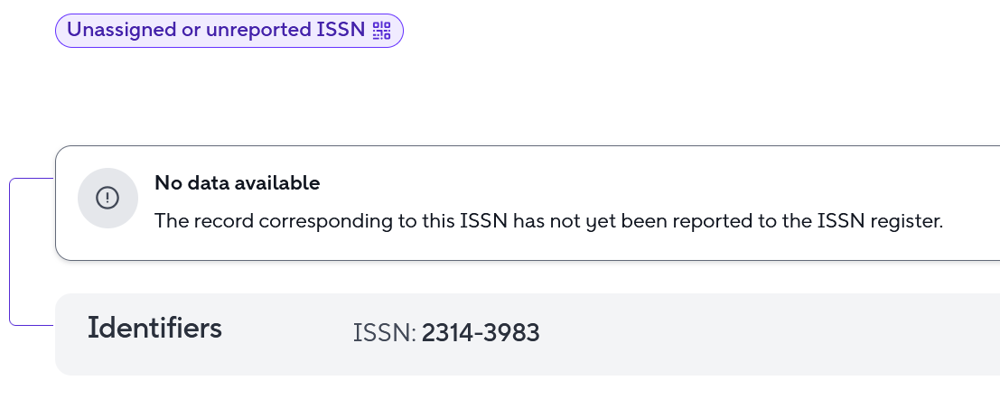 Unassigned or unreported ISSN
No data available
The record corresponding to this ISSN has not yet been reported to the ISSN register.
Identifiers
ISSN: 2314-3983